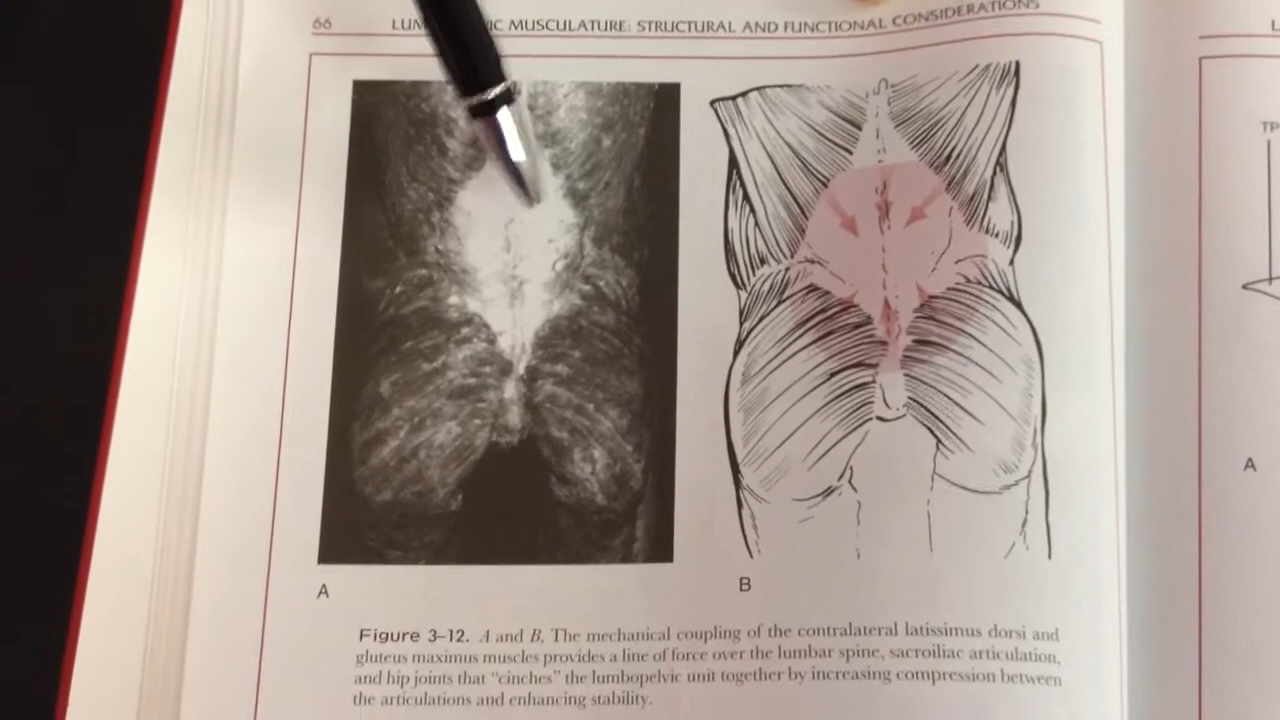 66
LUM IC MUSCULATURE: STRUCTURAL AND FUNCTIONAL CONSIDERATIONS
L
TP
A
A
B
Figure 3–12. A and B, The mechanical coupling of the contralateral latissimus dorsi and
gluteus maximus muscles provides a line of force over the lumbar spine, sacroiliac articulation,
and hip joints that “cinches” the lumbopelvic unit together by increasing compression between
the articulations and enhancing stability.